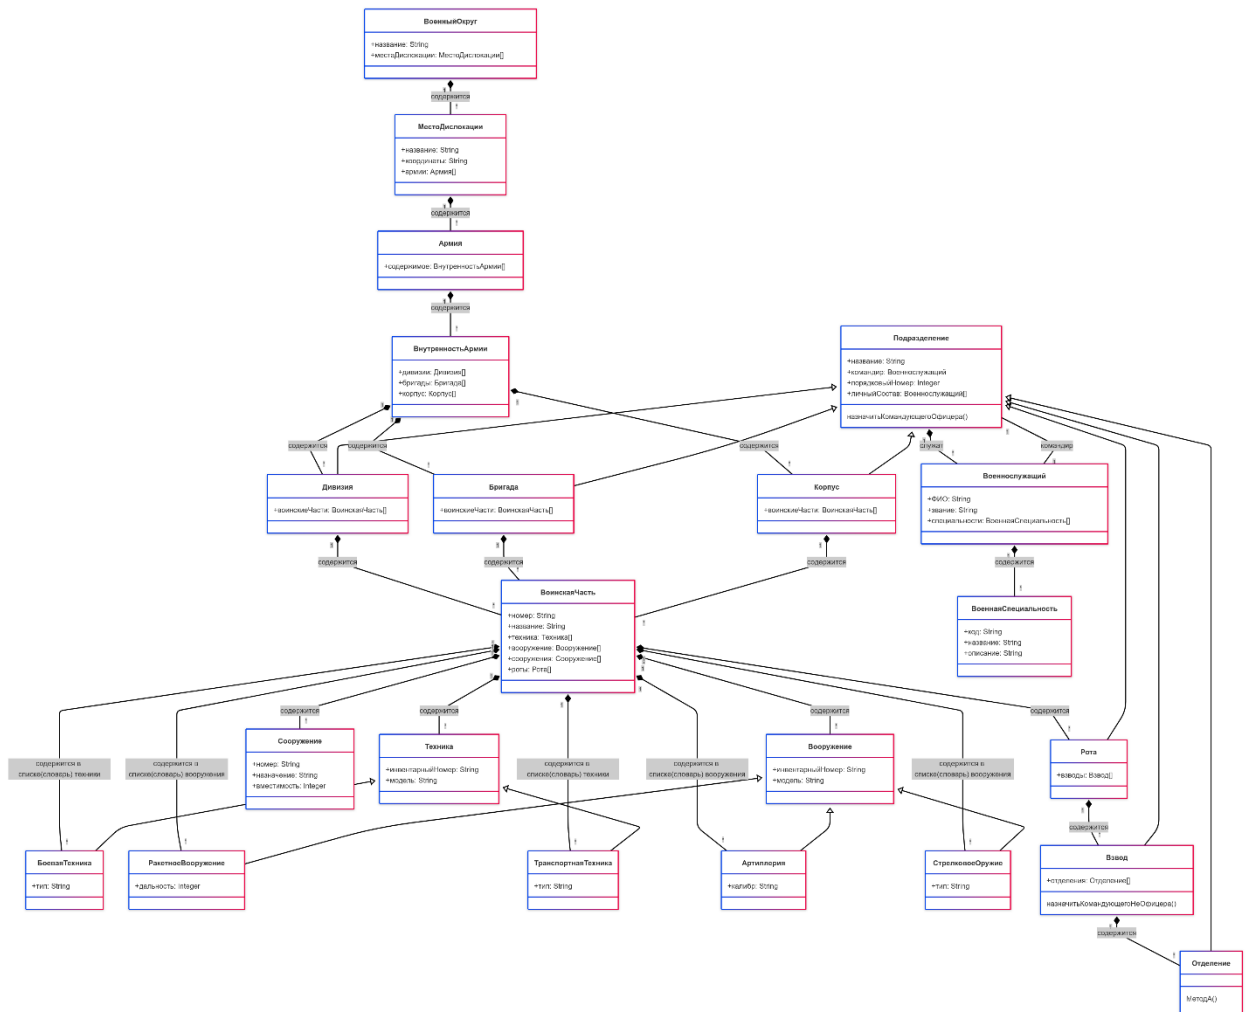 ВоенныйОкруг
+название: String
+местаДислокации: МестоДислокации[]
содержится
МестоДислокации
+название: String
+координаты: String
+армии: Армия[]
содержится
Армия
+содержимое: ВнутренностьАрмии[]
содержится
ВнутренностьАрмии
+дивизии: Дивизия[]
+бригады: Бригада[]
+корпус: Корпус[]
Подразделение
+название: String
+командир: Военнослужащий
+порядковыйНомер: Integer
+личныйСостав: Военнослужащий[]
назначитьКомандующегоОфицера()
содержится
содержится
содержится
служат
командир
Дивизия
+воинскиеЧасти: ВоинскаяЧасть[]
Бригада
+воинскиеЧасти: ВоинскаяЧасть[]
Корпус
+воинскиеЧасти: ВоинскаяЧасть[]
Военнослужащий
+ФИО: String
+звание: String
+специальности: ВоеннаяСпециальность[]
содержится
содержится
содержится
содержится
ВоинскаяЧасть
+номер: String
+название: String
+техника: Техника[]
+вооружение: Вооружение[]
+сооружения: Сооружение[]
+роты: Рота[]
ВоеннаяСпециальность
+код: String
+название: String
+описание: String
содержится
содержится
содержится
содержится
Сооружение
+номер: String
+назначение: String
+вместимость: Integer
Техника
+инвентарныйНомер: String
+модель: String
Вооружение
+инвентарныйНомер: String
+модель: String
Рота
+взводы: Взвод[]
содержится в
списке(словарь) техники
содержится в
списке(словарь) вооружения
содержится в
списке(словарь) техники
содержится в
списке(словарь) вооружения
содержится в
списке(словарь) вооружения
содержится
БоеваяТехника
+тип: String
РакетноеВооружение
+дальность: Integer
ТранспортнаяТехника
+тип: String
Артиллерия
+калибр: String
СтрелковоеОружие
+тип: String
Взвод
+отделения: Отделение[]
назначитьКомандующегоНеОфицера()
содержится
Отделение
МетодА()